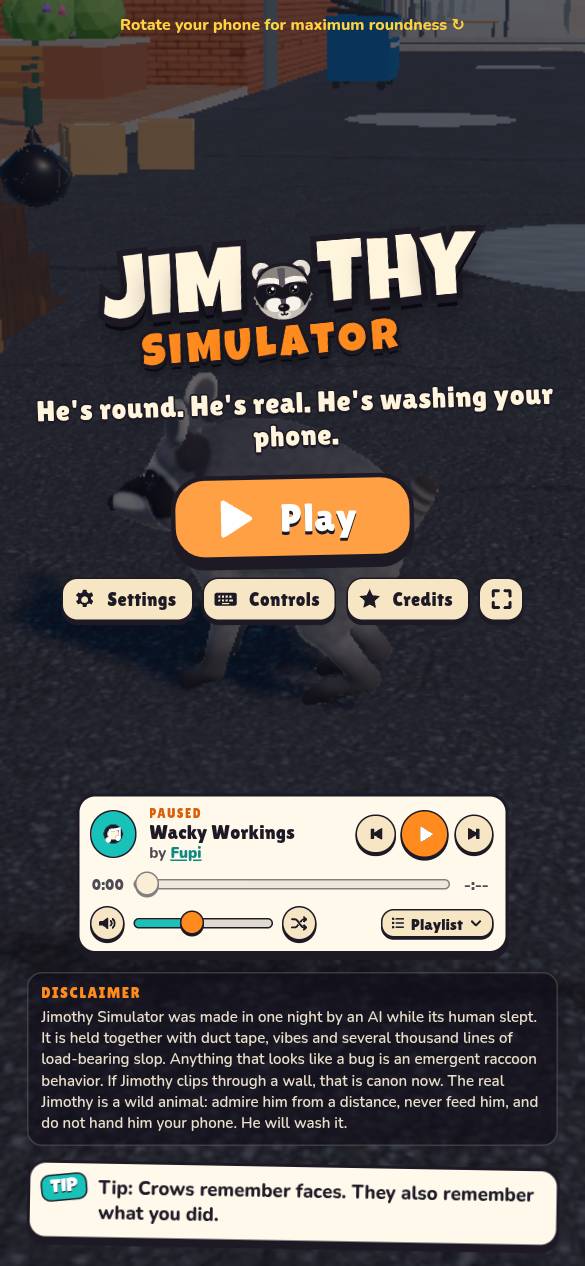 Rotate your phone for maximum roundness ↻
JIMOTHY
SIMULATOR
He's round. He's real. He's washing your
phone.
Play
Settings
Controls
Credits
PAUSED
Wacky Workings
by Fupi
0:00
-:--
Playlist
DISCLAIMER
Jimothy Simulator was made in one night by an AI while its human slept.
It is held together with duct tape, vibes and several thousand lines of
load-bearing slop. Anything that looks like a bug is an emergent raccoon
behavior. If Jimothy clips through a wall, that is canon now. The real
Jimothy is a wild animal: admire him from a distance, never feed him, and
do not hand him your phone. He will wash it.
TIP
Tip: Crows remember faces. They also remember
what you did.